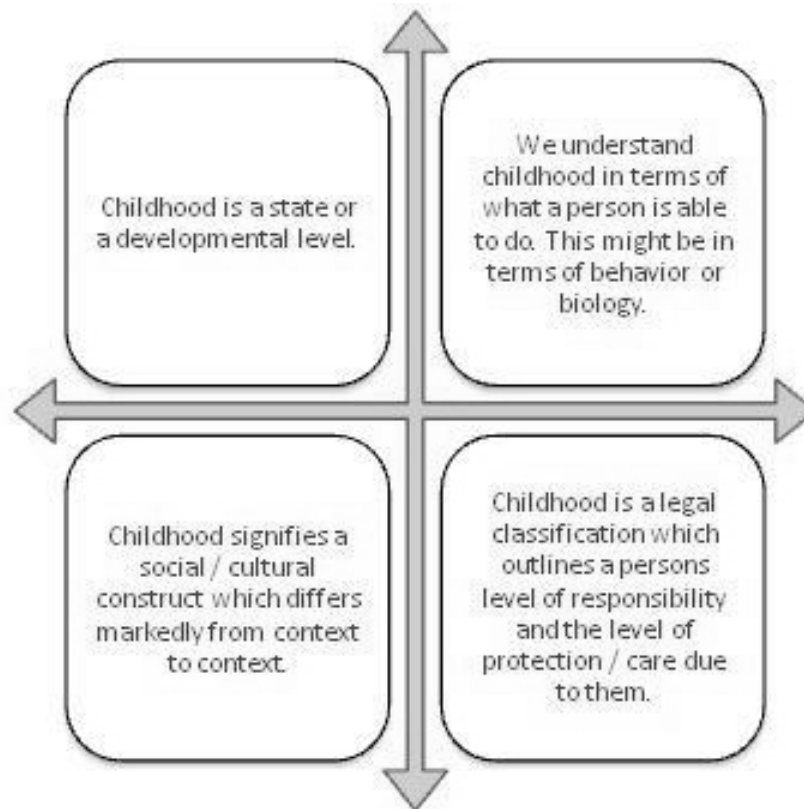 Childhood is a state or
a developmental level.
We understand
childhood in terms of
what a person is able
to do. This might be in
terms of behavior or
biology.
Childhood signifies a
social / cultural
construct which differs
markedly from context
to context.
Childhood is a legal
classification which
outlines a persons
level of responsibility
and the level of
protection / care due
to them.